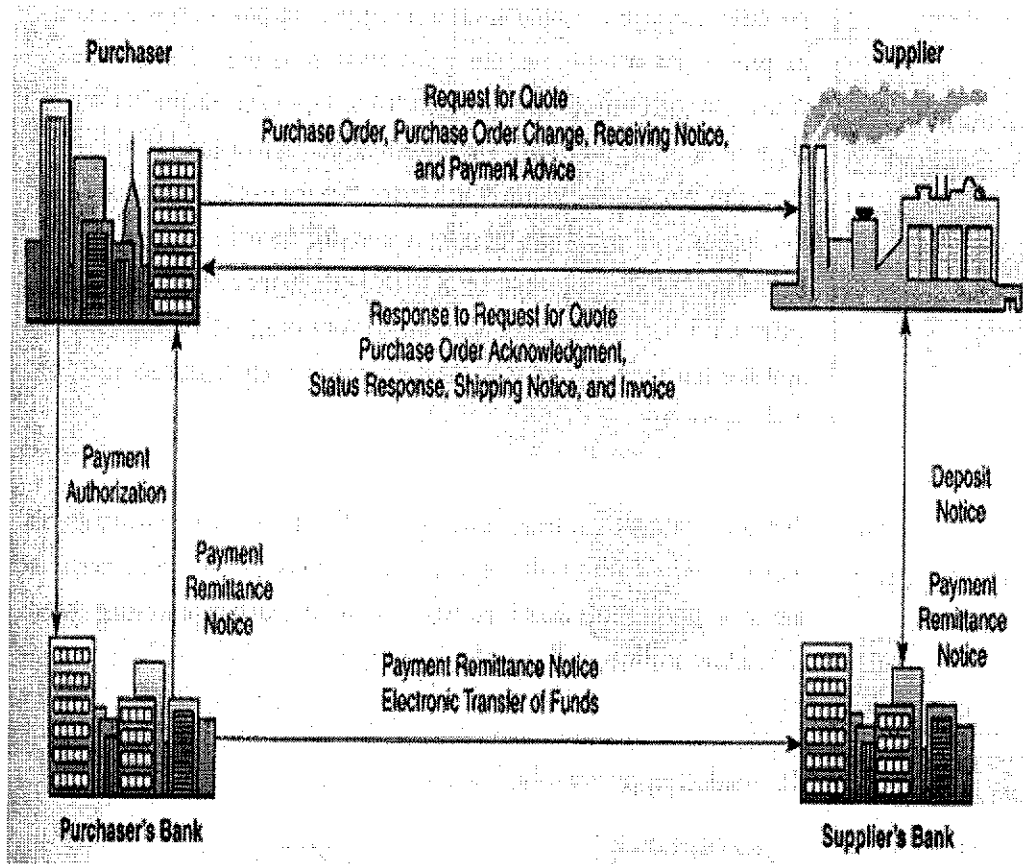 Purchaser
Supplier
Request for Quote
Purchase Order, Purchase Order Change, Receiving Notice,
and Payment Advice
Response to Request for Quote
Purchase Order Acknowledgment,
Status Response, Shipping Notice, and Invoice
Payment
Authorization
Payment
Remittance
Notice
Deposit
Notice
Payment
Remittance
Notice
Payment Remittance Notice
Electronic Transfer of Funds
Purchaser's Bank
Supplier's Bank